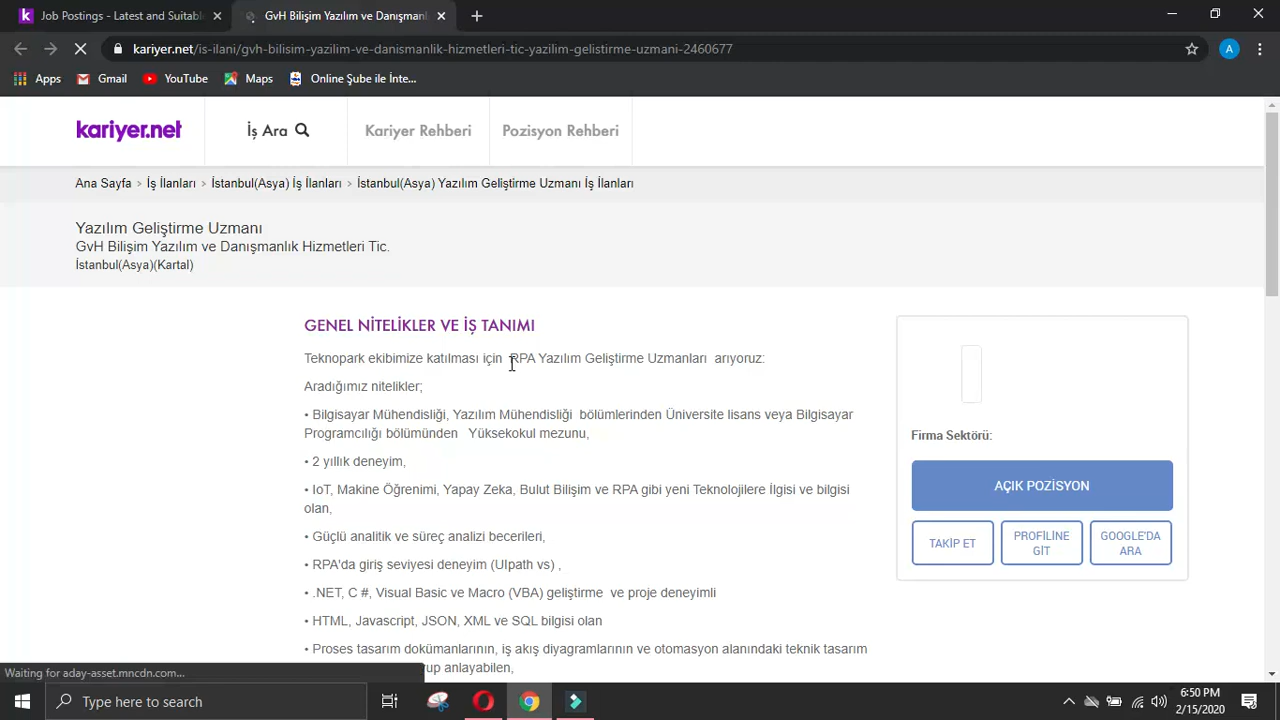 Job Postings - Latest and Suitable
GvH Bilişim Yazılım ve Danışmanl
kariyer.net/is-ilani/gvh-bilisim-yazilim-ve-danismanlik-hizmetleri-tic-yazilim-gelistirme-uzmani-2460677
A
Apps
Gmail
YouTube
Maps
Online Şube ile İnte...
kariyer.net
İş Ara
Kariyer Rehberi
Pozisyon Rehberi
Ana Sayfa > İş İlanları > İstanbul(Asya) İş İlanları > İstanbul(Asya) Yazılım Geliştirme Uzmanı İş İlanları
Yazılım Geliştirme Uzmanı
GvH Bilişim Yazılım ve Danışmanlık Hizmetleri Tic.
İstanbul(Asya)(Kartal)
GENEL NİTELİKLER VE İŞ TANIMI
Teknopark ekibimize katılması için RPA Yazılım Geliştirme Uzmanları arıyoruz:
Aradığımız nitelikler;
• Bilgisayar Mühendisliği, Yazılım Mühendisliği bölümlerinden Üniversite lisans veya Bilgisayar
Programcılığı bölümünden Yüksekokul mezunu,
• 2 yıllık deneyim,
• IoT, Makine Öğrenimi, Yapay Zeka, Bulut Bilişim ve RPA gibi yeni Teknolojilere İlgisi ve bilgisi
olan,
• Güçlü analitik ve süreç analizi becerileri,
• RPA'da giriş seviyesi deneyim (UIpath vs) ,
• .NET, C #, Visual Basic ve Macro (VBA) geliştirme ve proje deneyimli
• HTML, Javascript, JSON, XML ve SQL bilgisi olan
• Proses tasarım dokümanlarının, iş akış diyagramlarının ve otomasyon alanındaki teknik tasarım
rup anlayabilen,
Firma Sektörü:
AÇIK POZİSYON
TAKİP ET
PROFİLİNE
GİT
GOOGLE'DA
ARA
Waiting for aday-asset.mncdn.com...
Type here to search
6:50 PM
2/15/2020